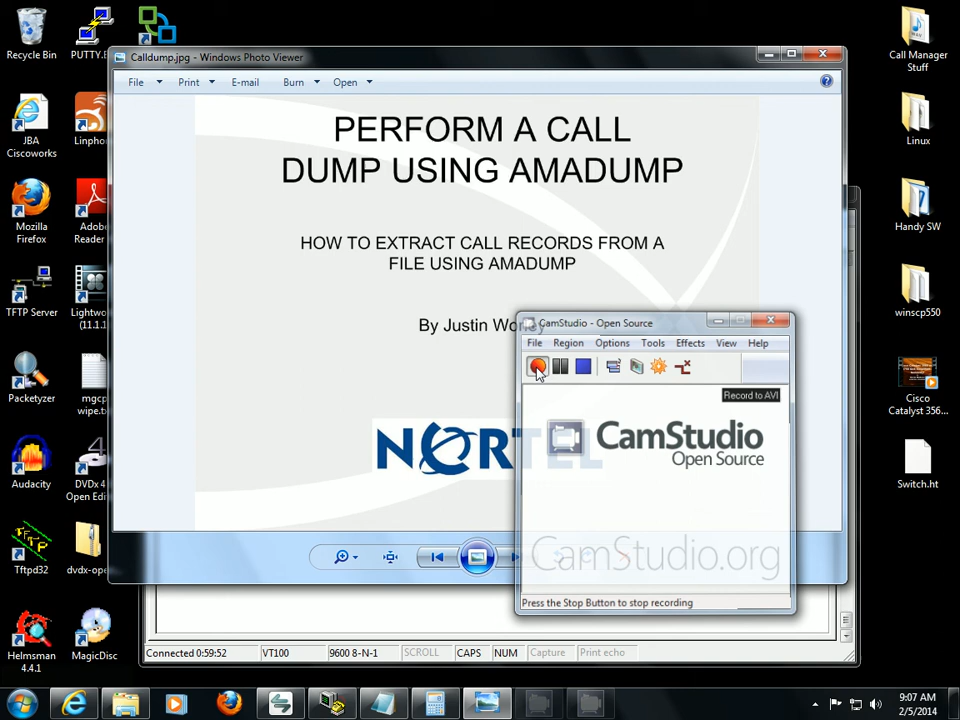 Recycle Bin
PUTTY.E
Calldump.jpg - Windows Photo Viewer
File
Print
E-mail
Burn
Open
PERFORM A CALL
DUMP USING AMADUMP
HOW TO EXTRACT CALL RECORDS FROM A
FILE USING AMADUMP
By Justin Wo
NORTEL
CamStudio - Open Source
File Region Options Tools Effects View Help
Record to AVI
CamStudio
Open Source
CamStudio.org
Press the Stop Button to stop recording
JBA
Ciscoworks
Linph
Mozilla
Firefox
Adob
Reader
TFTP Server
Lightw
(11.1.1
Packetyzer
mgcp
wipe.tx
Audacity
DVDx 4
Open Edi
Tftpd32
dvdx-ope
Helmsman
4.4.1
MagicDisc
Call Manager
Stuff
Linux
Handy SW
winscp550
Cisco
Catalyst 356...
Switch.ht
Connected 0:59:52
VT100
9600 8-N-1
SCROLL
CAPS
NUM
Capture
Print echo
9:07 AM
2/5/2014